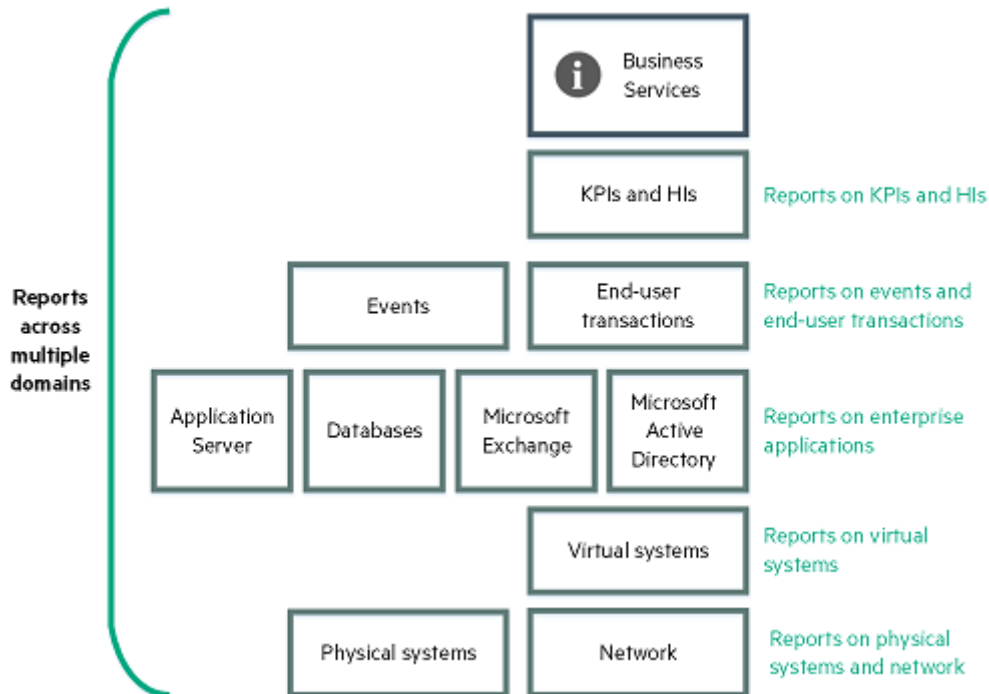 Business
Services
KPIs and HIs
Reports on KPIs and HIs
Events
End-user
transactions
Reports on events and
end-user transactions
Reports
across
multiple
domains
Application
Server
Databases
Microsoft
Exchange
Microsoft
Active
Directory
Reports on enterprise
applications
Virtual systems
Reports on virtual
systems
Physical systems
Network
Reports on physical
systems and network